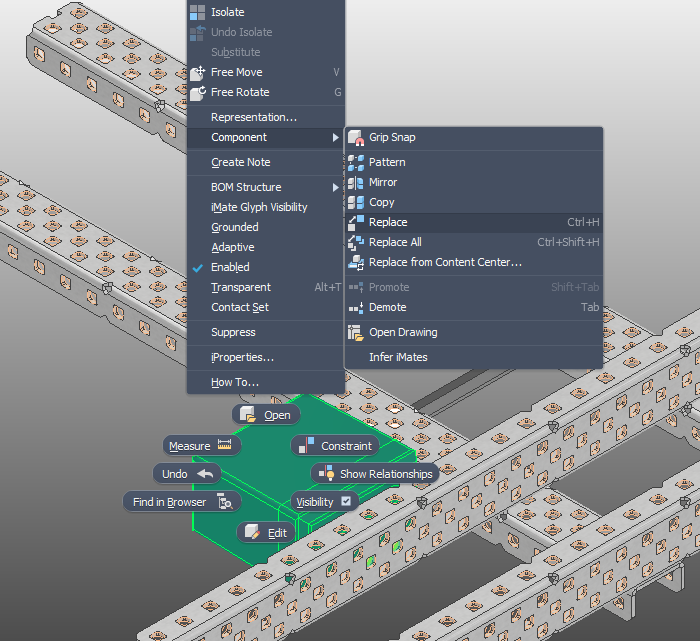 Isolate
Undo Isolate
Substitute
Free Move V
Free Rotate G
Representation...
Component
Create Note
BOM Structure
iMate Glyph Visibility
Grounded
Adaptive
Enabled
Transparent Alt+T
Contact Set
Suppress
iProperties...
How To...
Grip Snap
Pattern
Mirror
Copy
Replace Ctrl+H
Replace All Ctrl+Shift+H
Replace from Content Center...
Promote Shift+Tab
Demote Tab
Open Drawing
Infer iMates
Open
Measure
Constraint
Undo
Show Relationships
Find in Browser
Visibility
Edit